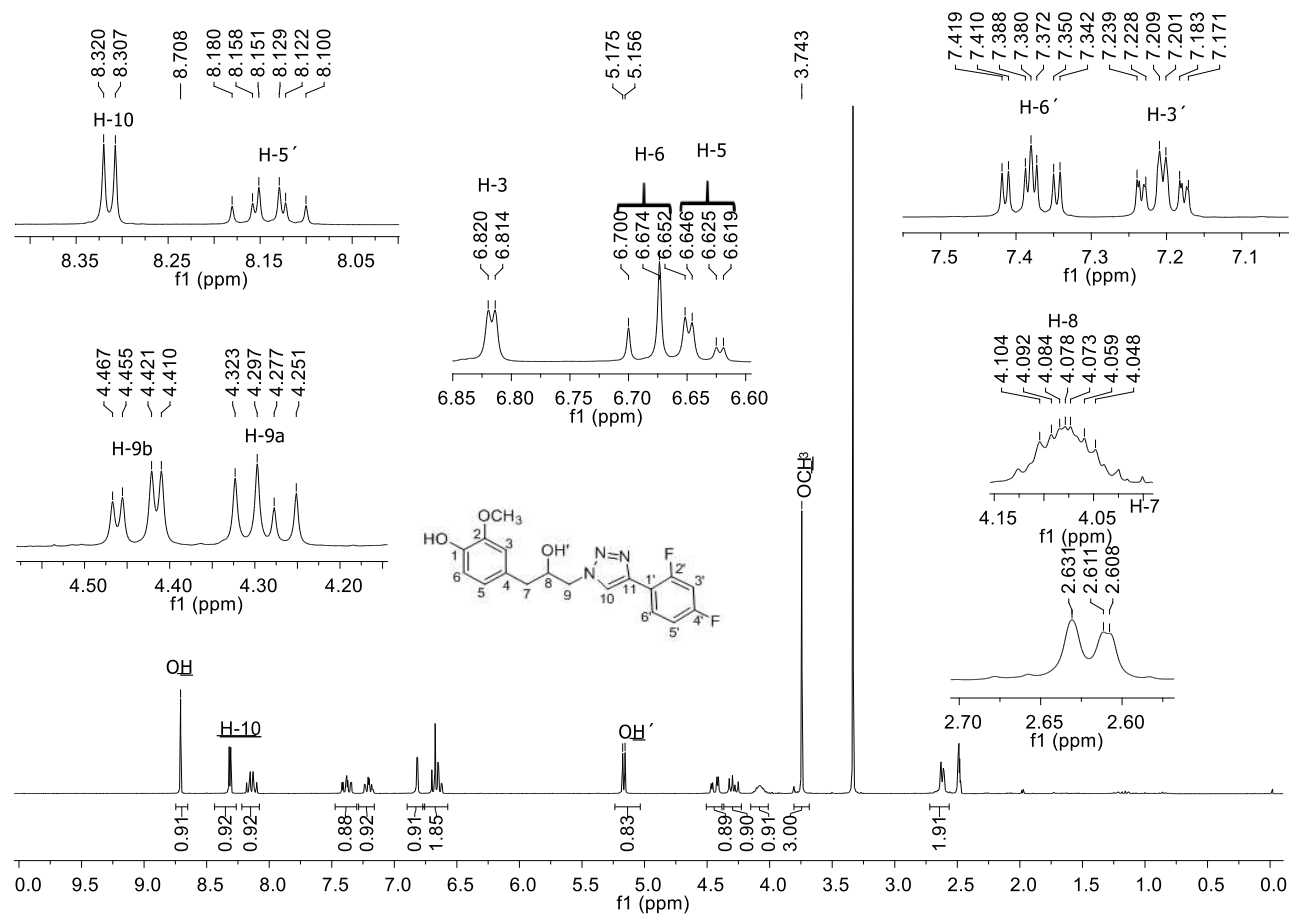 8.320
8.307
8.708
8.180
8.158
8.151
8.129
8.122
8.100
H-10
H-5´
8.35 8.25 8.15 8.05
f1 (ppm)
5.175
5.156
3.743
7.419
7.410
7.388
7.380
7.372
7.350
7.342
7.239
7.228
7.209
7.201
7.183
7.171
H-6´
H-3´
7.5 7.4 7.3 7.2 7.1
f1 (ppm)
H-3
H-6
H-5
6.820
6.814
6.700
6.674
6.652
6.646
6.625
6.619
6.85 6.80 6.75 6.70 6.65 6.60
f1 (ppm)
4.467
4.455
4.421
4.410
4.323
4.297
4.277
4.251
H-9b
H-9a
4.50 4.40 4.30 4.20
f1 (ppm)
H-8
4.104
4.092
4.084
4.078
4.073
4.059
4.048
4.15 4.05
f1 (ppm)
H-7
2.631
2.611
2.608
2.70 2.65 2.60
f1 (ppm)
OCH3
OCH3
HO
OH'
N
N
N
F
F
1
2
3
4
5
6
7
8
9
10
11
1'
2'
3'
4'
5'
6'
OH
H-10
OH´
0.91
0.92
0.92
0.88
0.92
0.91
1.85
0.83
0.89
0.90
0.91
3.00
1.91
0.0 9.0 8.5 8.0 7.5 7.0 6.5 6.0 5.5 5.0 4.5 4.0 3.5 3.0 2.5 2.0 1.5 1.0 0.5 0.0
f1 (ppm)